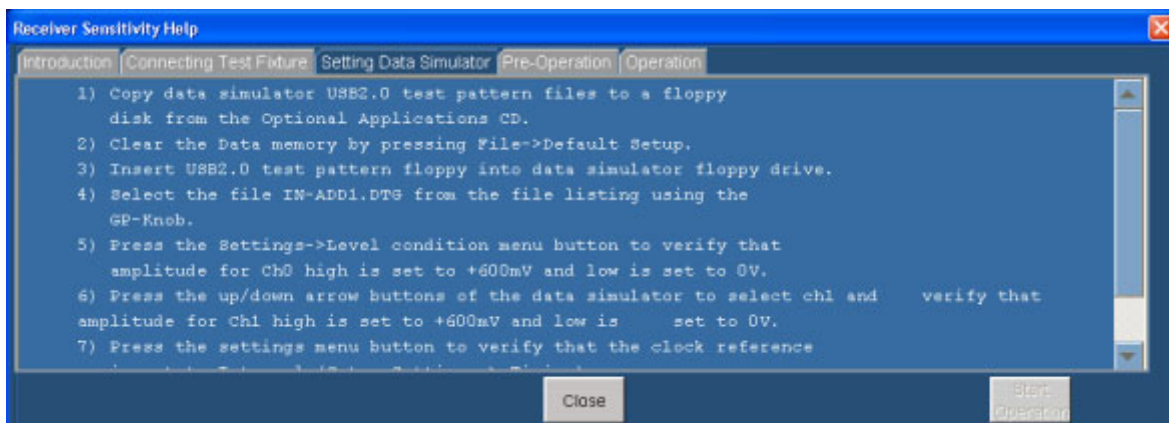 Receiver Sensitivity Help
Introduction Connecting Test Fixture Setting Data Simulator Pre-Operation Operation
1) Copy data simulator USB2.0 test pattern files to a floppy
disk from the Optional Applications CD.
2) Clear the Data memory by pressing File->Default Setup.
3) Insert USB2.0 test pattern floppy into data simulator floppy drive.
4) Select the file IN-ADD1.DTG from the file listing using the
GP-Knob.
5) Press the Settings->Level condition menu button to verify that
amplitude for Ch0 high is set to +600mV and low is set to 0V.
6) Press the up/down arrow buttons of the data simulator to select ch1 and verify that
amplitude for Ch1 high is set to +600mV and low is set to 0V.
7) Press the settings menu button to verify that the clock reference
Close
Start
Operation